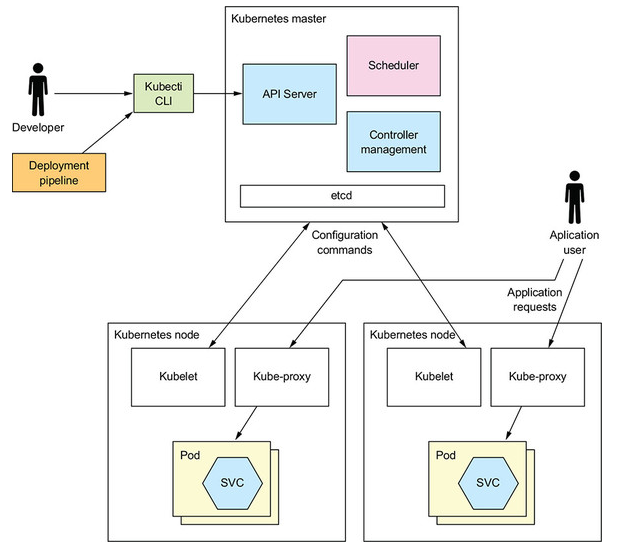 Kubernetes master
Scheduler
API Server
Kubecti
CLI
Developer
Controller
management
Deployment
pipeline
etcd
Configuration
commands
Aplication
user
Application
requests
Kubernetes node
Kubelet
Kube-proxy
Pod
SVC
Kubernetes node
Kubelet
Kube-proxy
Pod
SVC